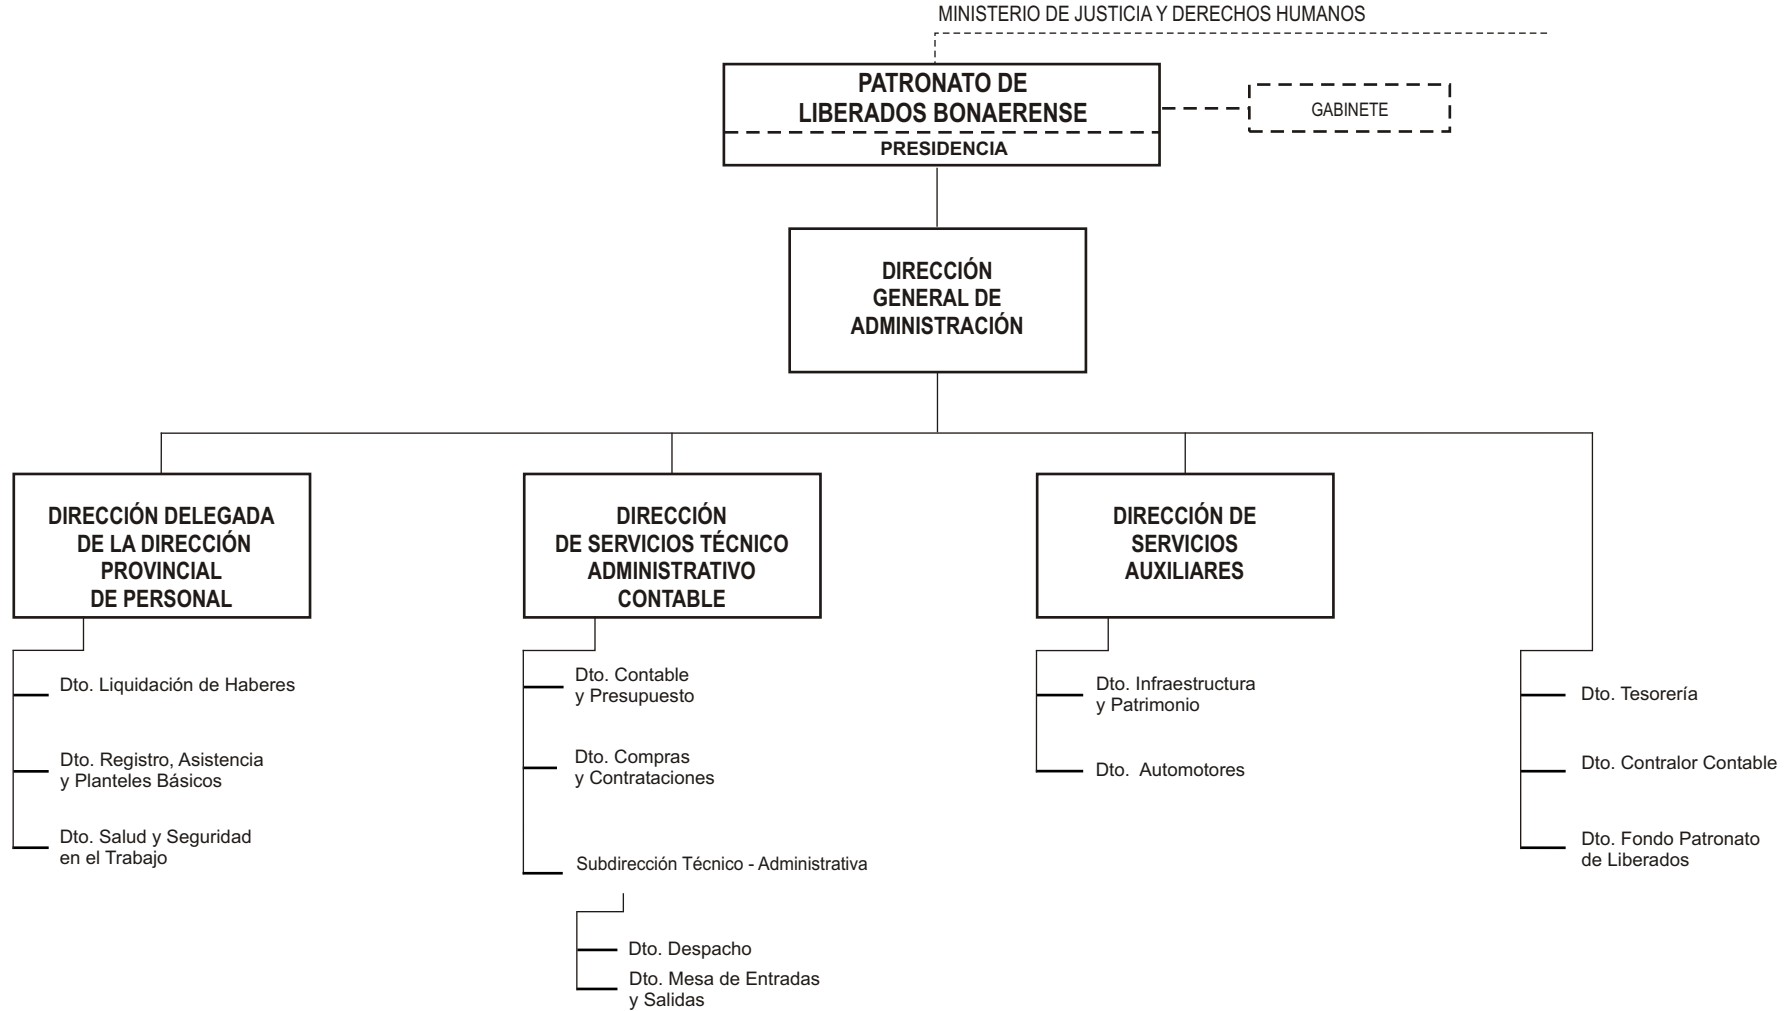 MINISTERIO DE JUSTICIA Y DERECHOS HUMANOS
PATRONATO DE
LIBERADOS BONAERENSE
PRESIDENCIA
GABINETE
DIRECCIÓN
GENERAL DE
ADMINISTRACIÓN
DIRECCIÓN DELEGADA
DE LA DIRECCIÓN
PROVINCIAL
DE PERSONAL
Dto. Liquidación de Haberes
Dto. Registro, Asistencia
y Planteles Básicos
Dto. Salud y Seguridad
en el Trabajo
DIRECCIÓN
DE SERVICIOS TÉCNICO
ADMINISTRATIVO
CONTABLE
Dto. Contable
y Presupuesto
Dto. Compras
y Contrataciones
Subdirección Técnico - Administrativa
Dto. Despacho
Dto. Mesa de Entradas
y Salidas
DIRECCIÓN DE
SERVICIOS
AUXILIARES
Dto. Infraestructura
y Patrimonio
Dto. Automotores
Dto. Tesorería
Dto. Contralor Contable
Dto. Fondo Patronato
de Liberados